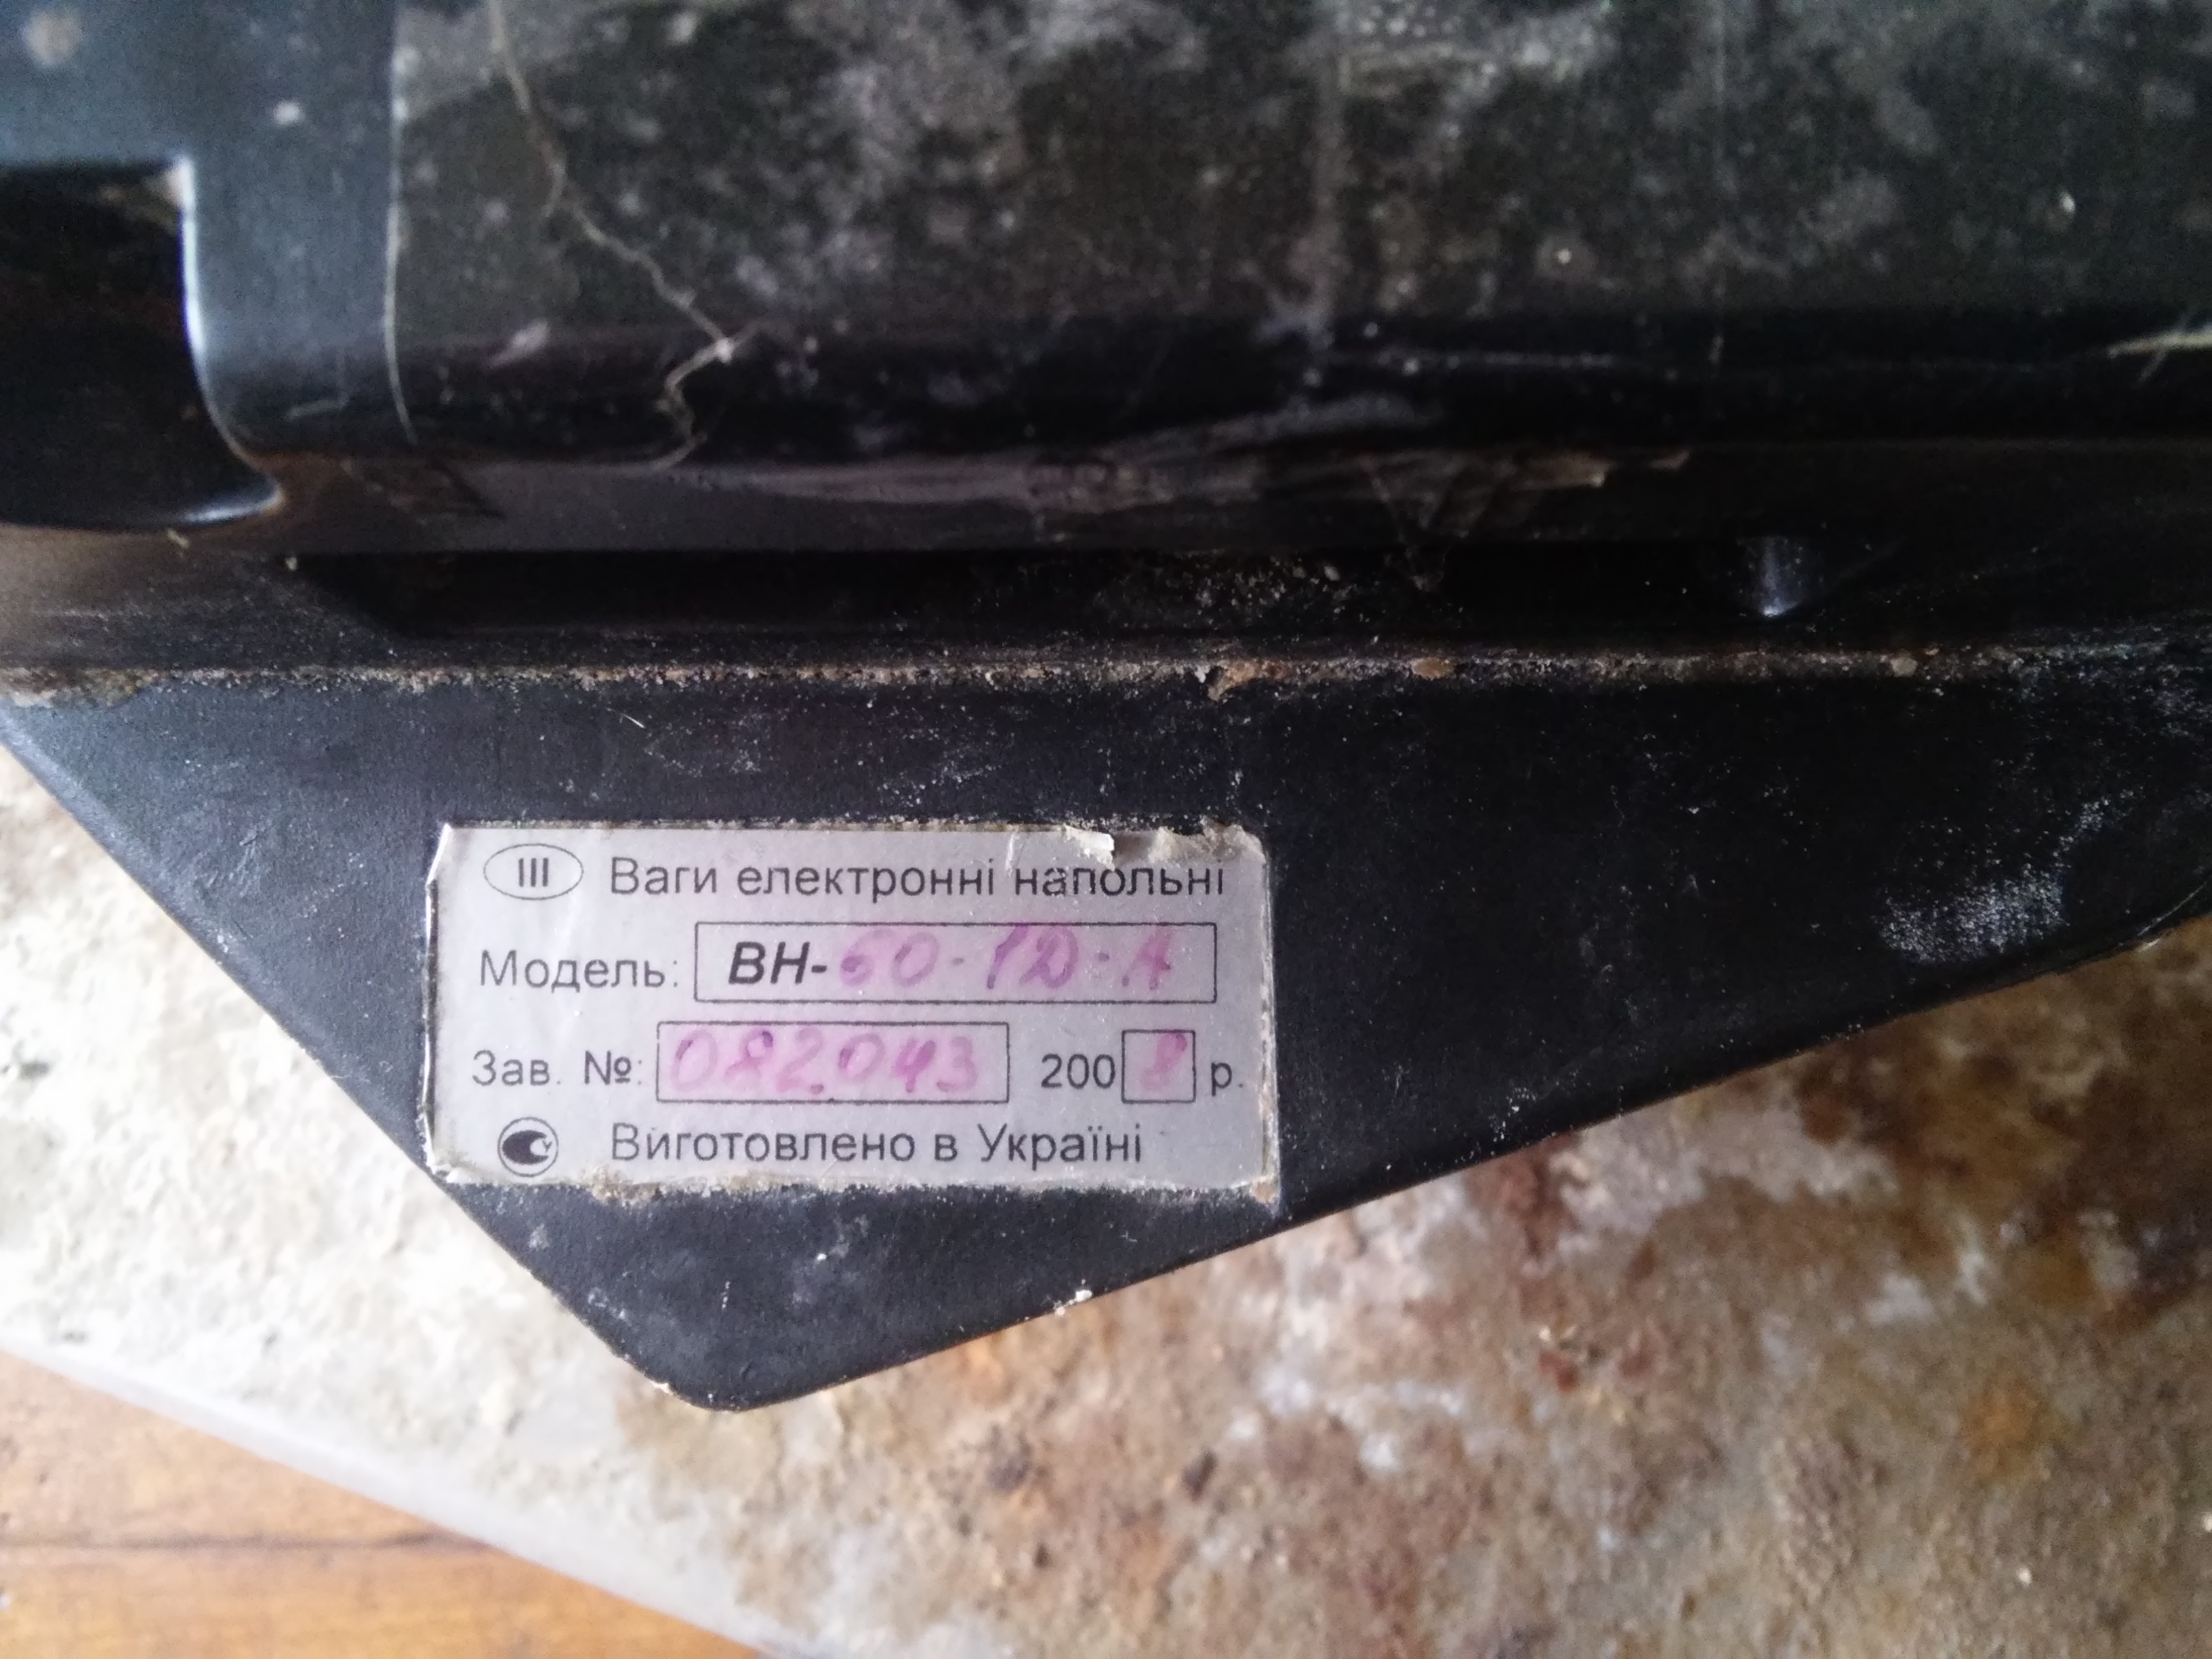 III Ваги електронні напольні
Модель: ВН-60-1D-A
Зав. №: 082043 2008 р.
Виготовлено в Україні